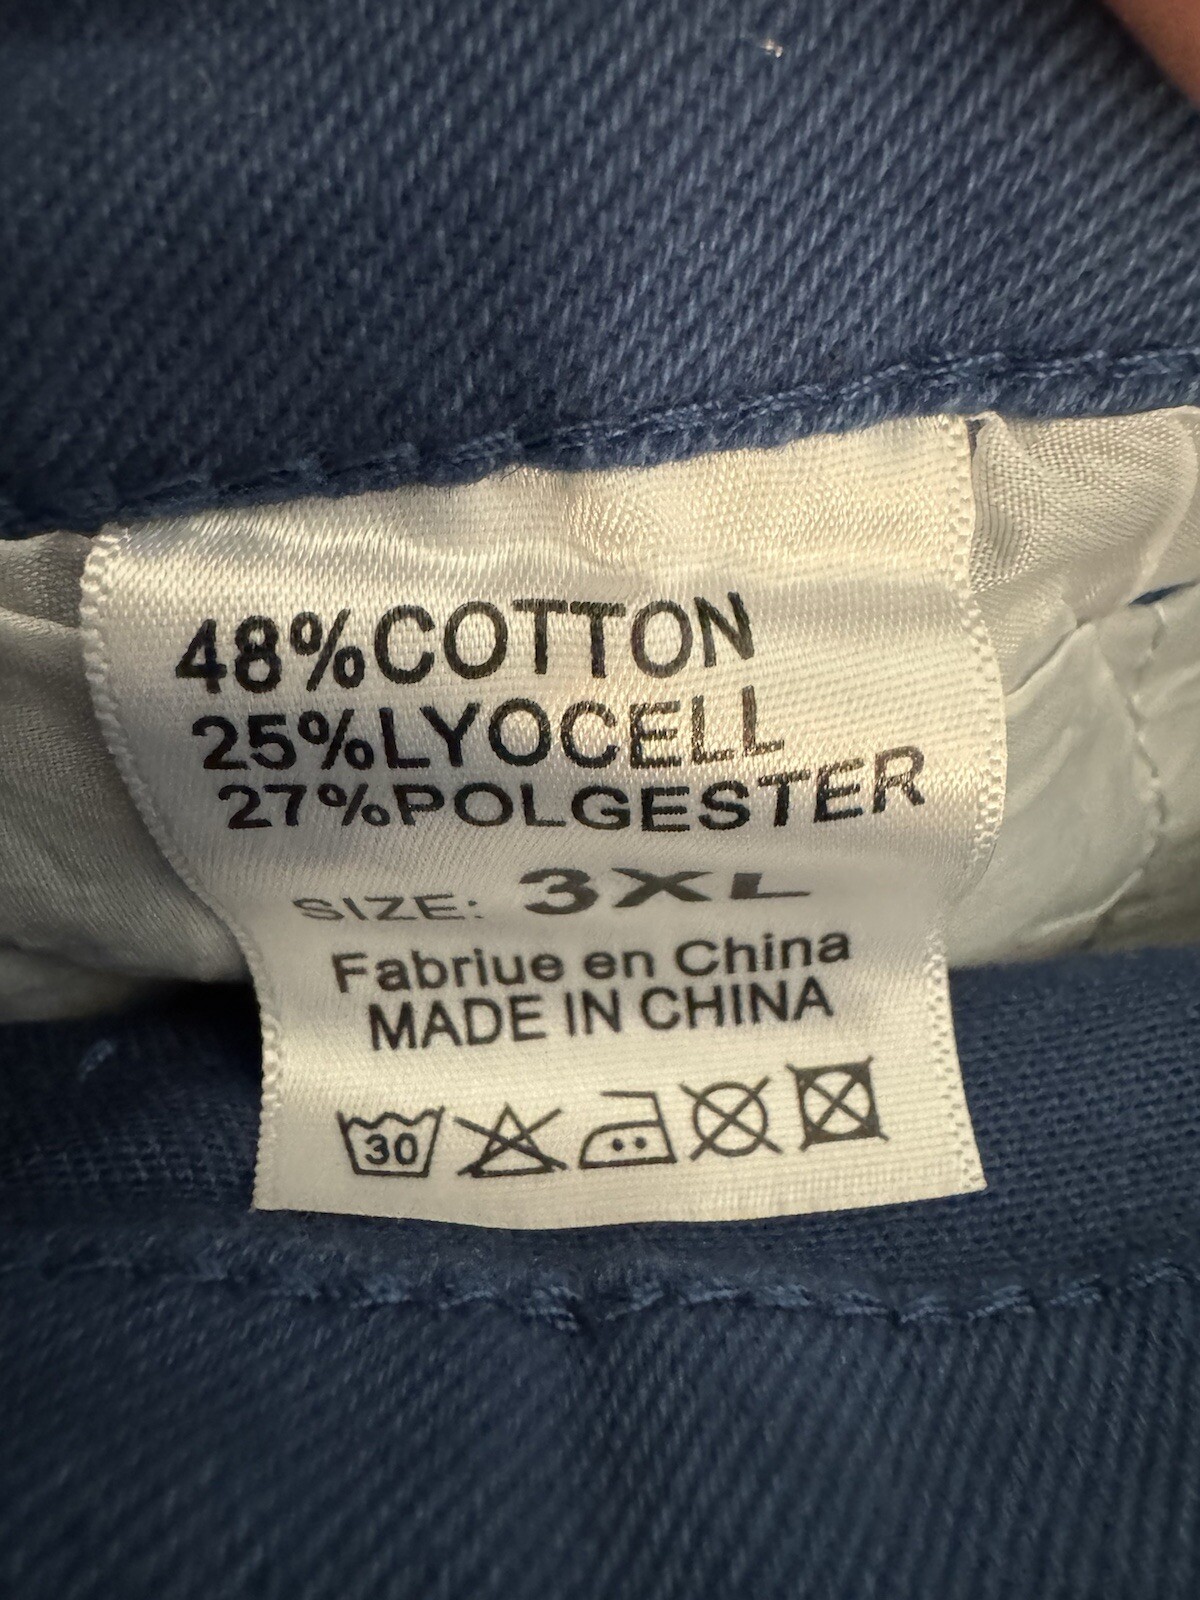 48%COTTON
25%LYOCELL
27%POLGESTER
SIZE: 3XL
Fabriue en China
MADE IN CHINA
30